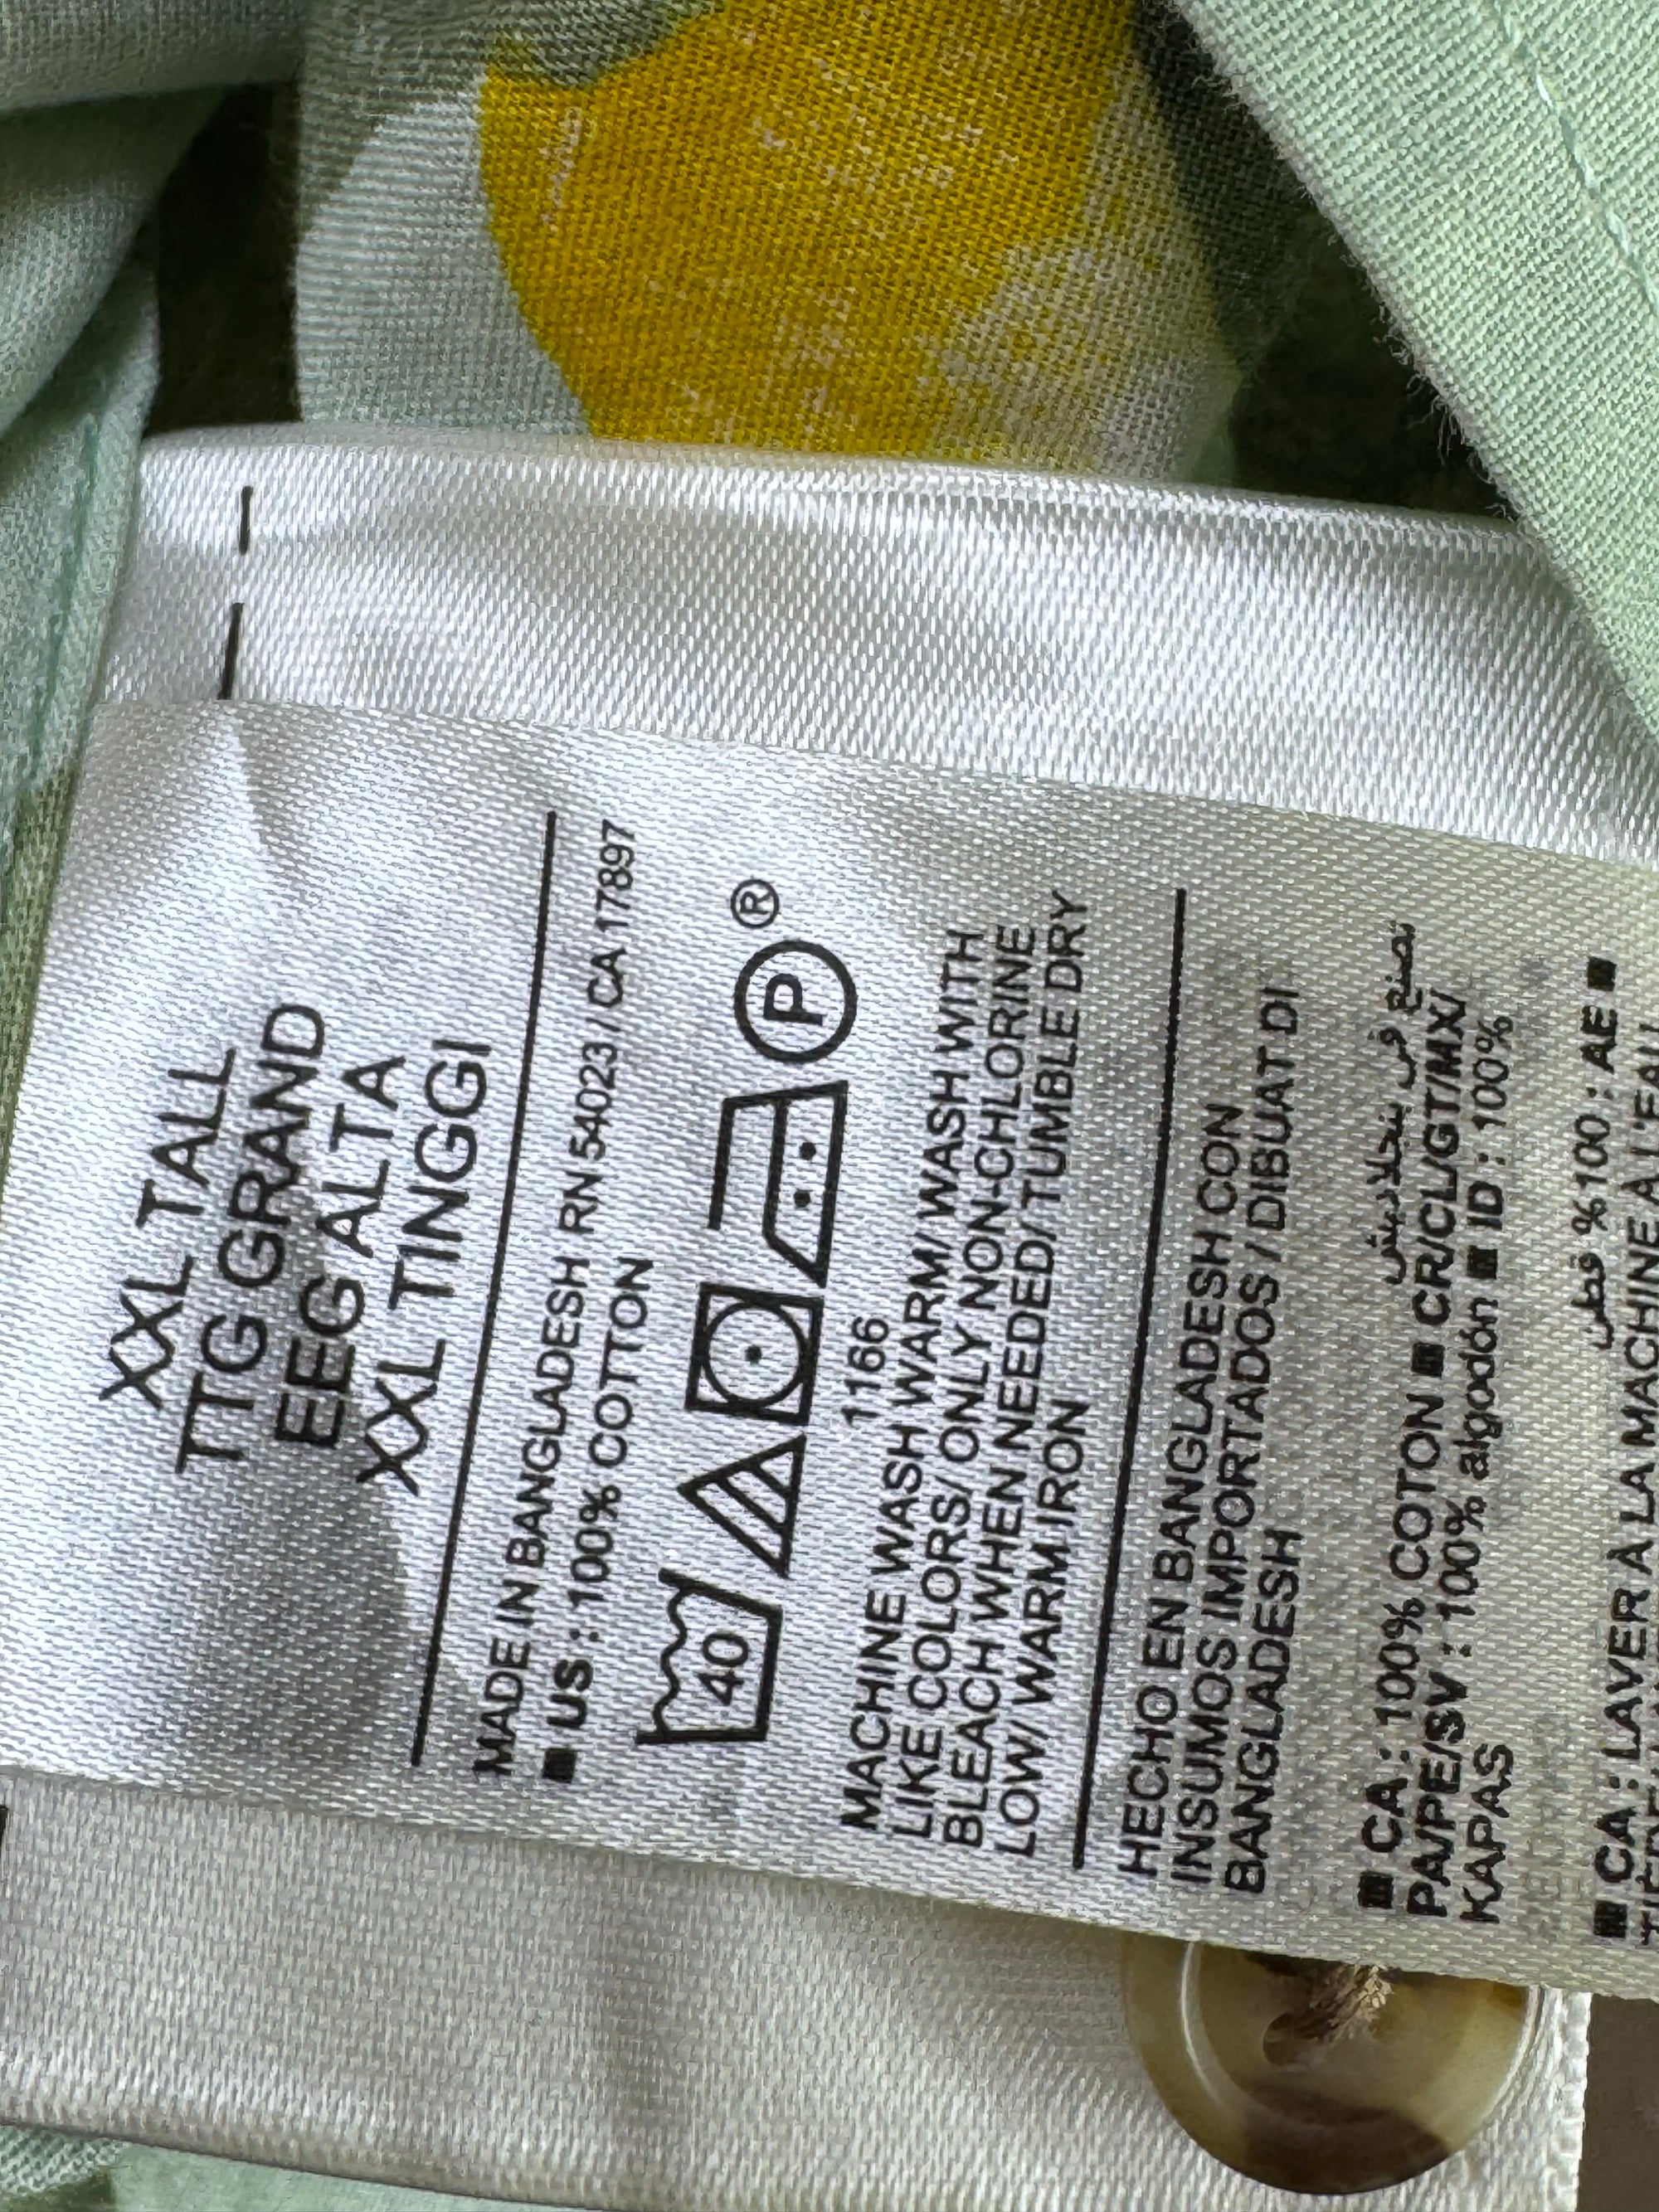 XXL TALL
TTG GRAND
EEG ALTA
XXL TINGGI
MADE IN BANGLADESH RN 54023 / CA 17897
■ US : 100% COTTON
40 P ®
1166
MACHINE WASH WARM/ WASH WITH
LIKE COLORS/ ONLY NON-CHLORINE
BLEACH WHEN NEEDED/ TUMBLE DRY
LOW/ WARM IRON
HECHO EN BANGLADESH CON
INSUMOS IMPORTADOS / DIBUAT DI
BANGLADESH
تصنيع في بنجلاديش
■ CA : 100% COTON ■ CR/CL/GT/MX/
PA/PE/SV : 100% algodón ■ ID : 100%
KAPAS
■ AE : 100% قطن
■ CA : LAVER A LA MACHINE A L'EAU